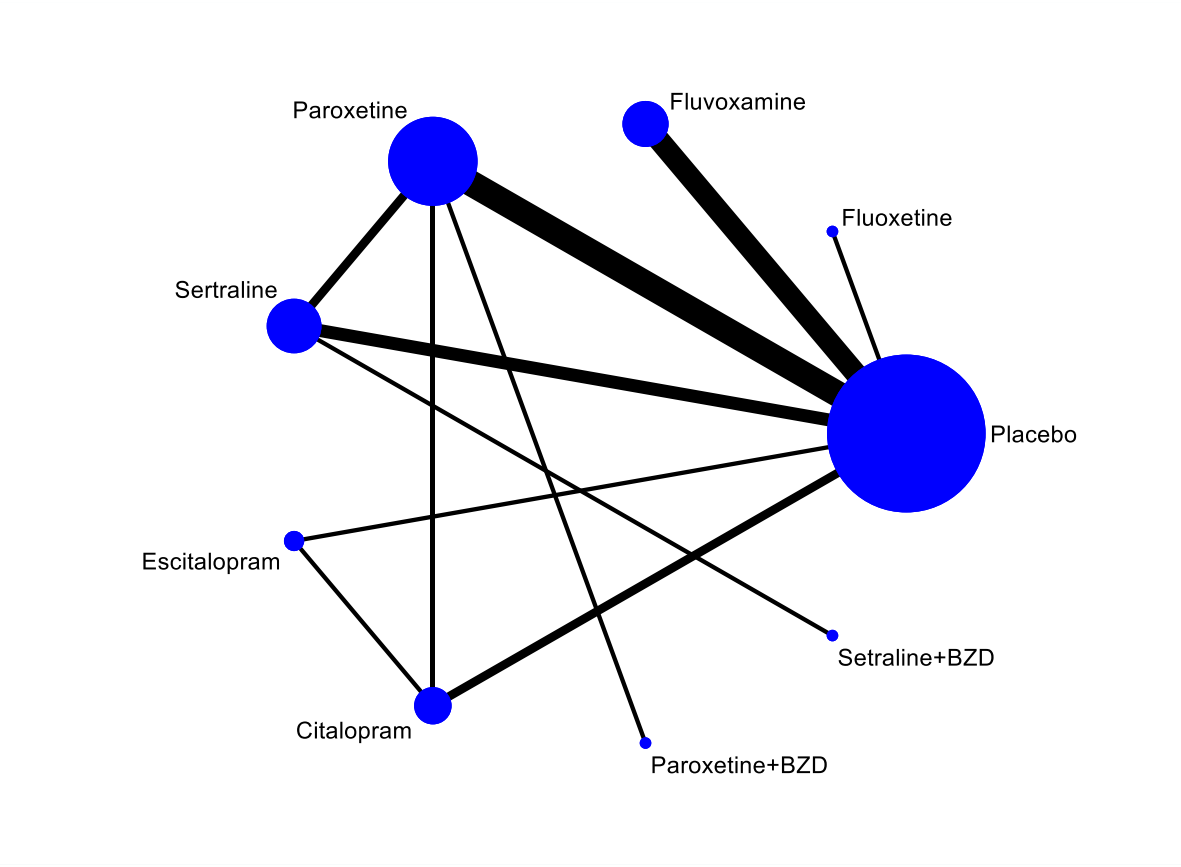 Fluvoxamine
Paroxetine
Fluoxetine
Sertraline
Placebo
Escitalopram
Setraline+BZD
Citalopram
Paroxetine+BZD